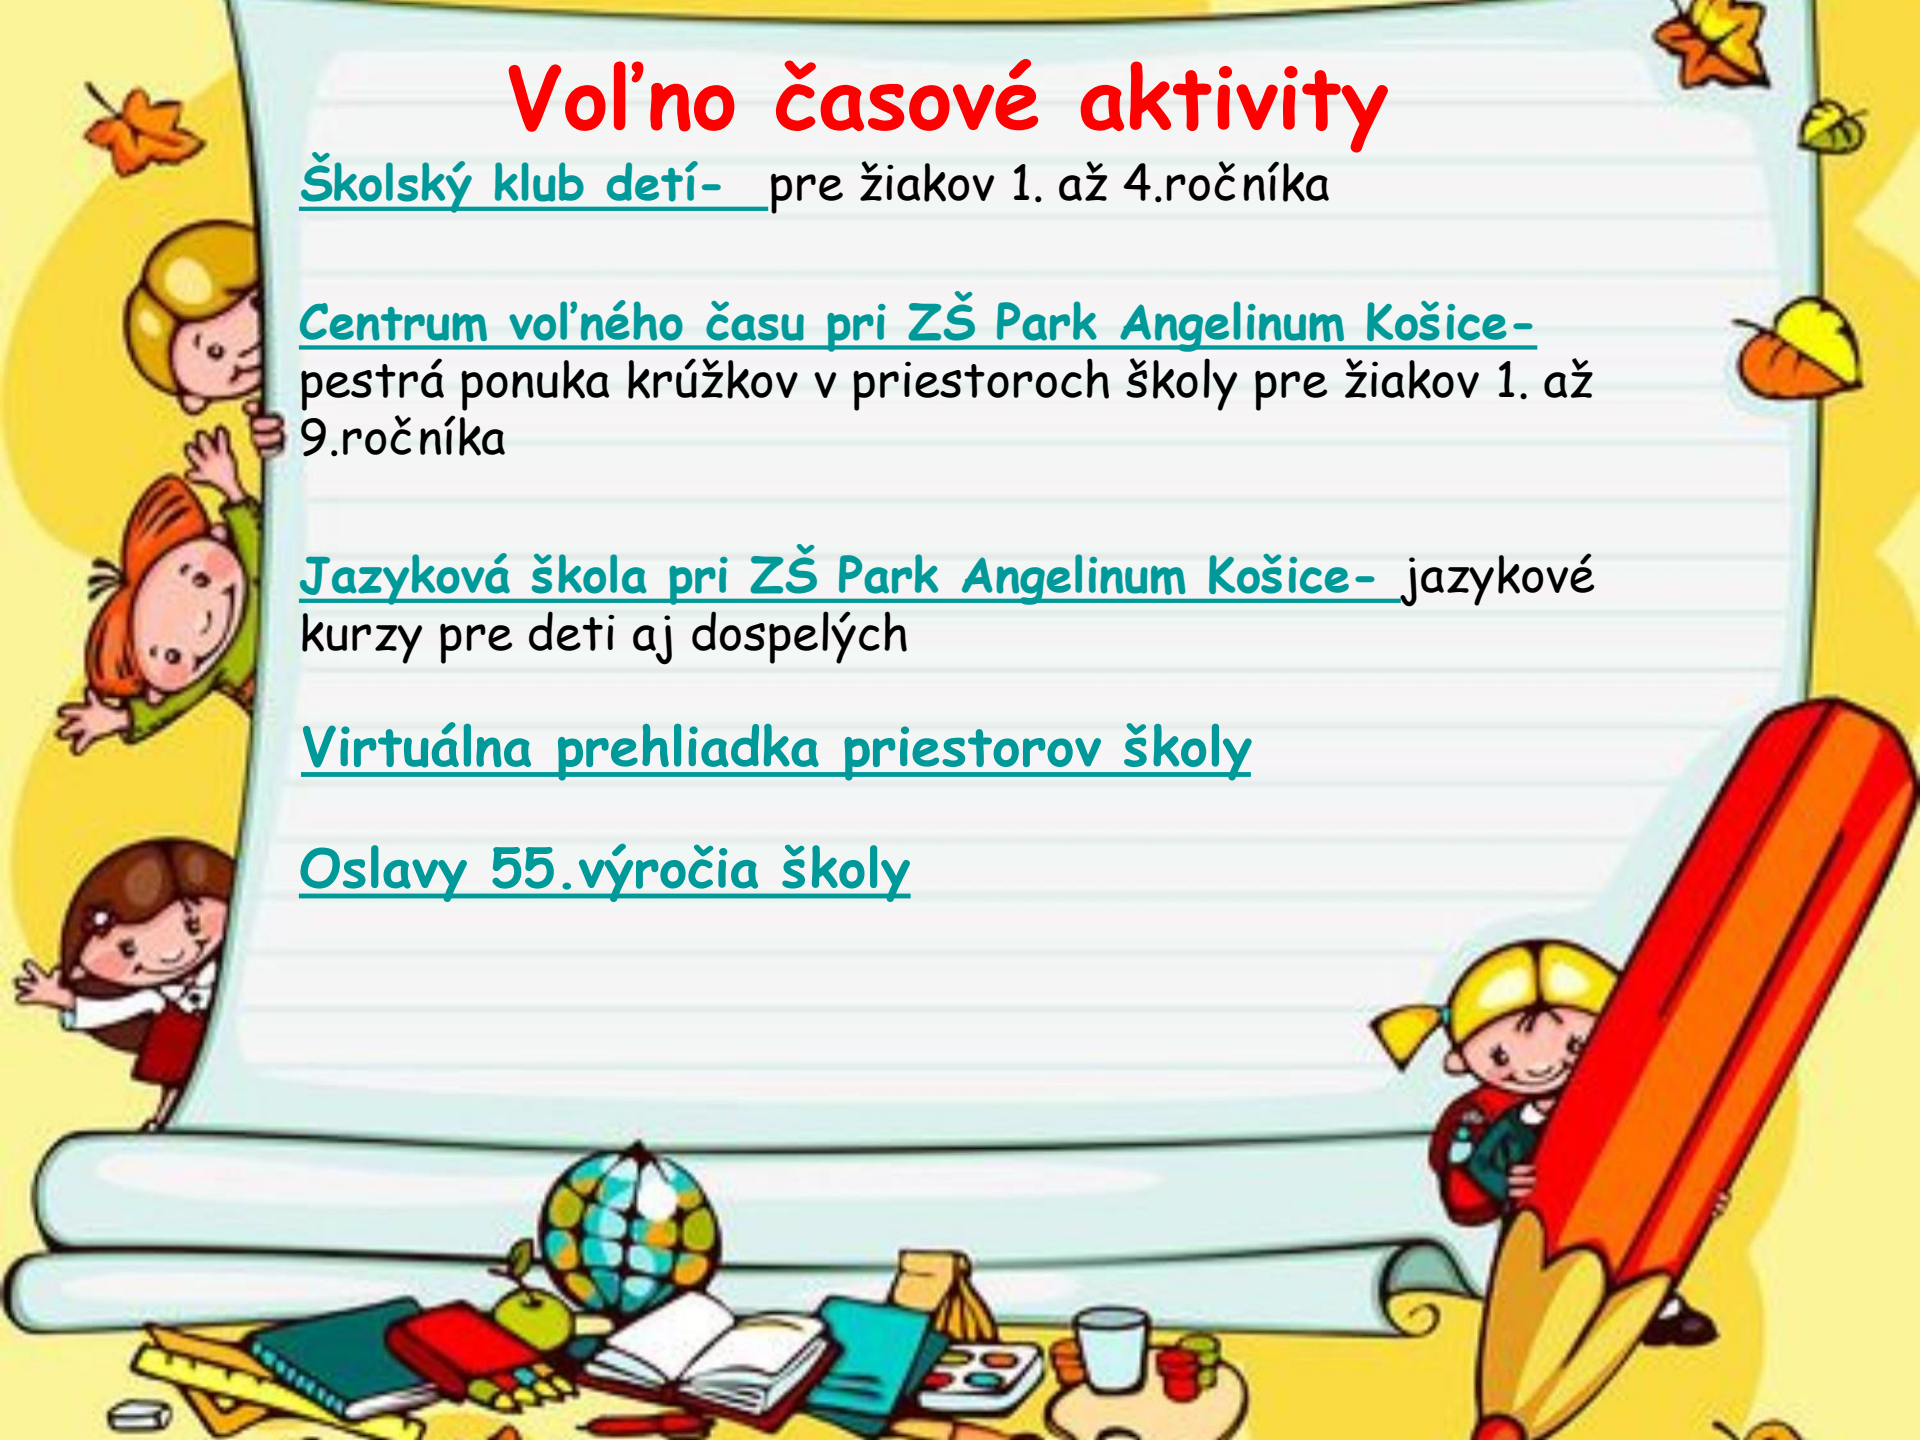 Voľno časové aktivity
Školský klub detí- pre žiakov 1. až 4.ročníka
Centrum voľného času pri ZŠ Park Angelinum Košice-
pestrá ponuka krúžkov v priestoroch školy pre žiakov 1. až
9.ročníka
Jazyková škola pri ZŠ Park Angelinum Košice- jazykové
kurzy pre deti aj dospelých
Virtuálna prehliadka priestorov školy
Oslavy 55.výročia školy